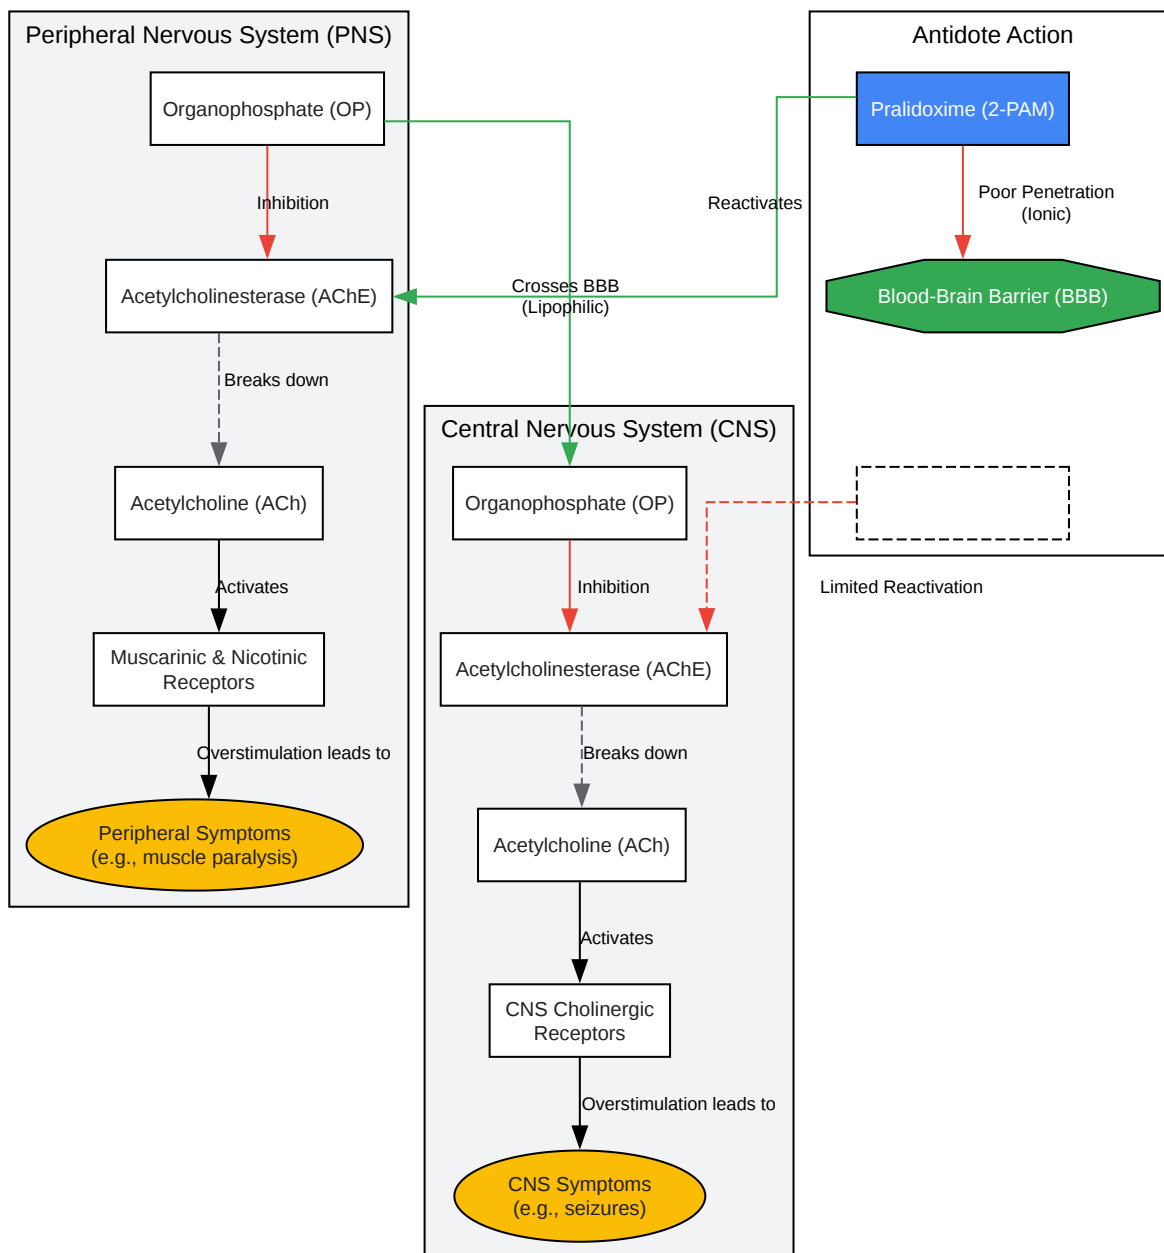 Peripheral Nervous System (PNS)
Organophosphate (OP)
Inhibition
Acetylcholinesterase (AChE)
Breaks down
Acetylcholine (ACh)
Activates
Muscarinic & Nicotinic
Receptors
Overstimulation leads to
Peripheral Symptoms
(e.g., muscle paralysis)
Crosses BBB
(Lipophilic)
Central Nervous System (CNS)
Organophosphate (OP)
Inhibition
Acetylcholinesterase (AChE)
Breaks down
Acetylcholine (ACh)
Activates
CNS Cholinergic
Receptors
Overstimulation leads to
CNS Symptoms
(e.g., seizures)
Antidote Action
Pralidoxime (2-PAM)
Reactivates
Poor Penetration
(Ionic)
Blood-Brain Barrier (BBB)
Limited Reactivation